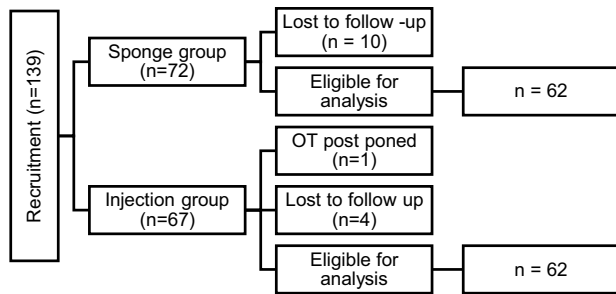 Recruitment (n=139)
Sponge group
(n=72)
Lost to follow -up
(n = 10)
Eligible for
analysis
n = 62
Injection group
(n=67)
OT post poned
(n=1)
Lost to follow up
(n=4)
Eligible for
analysis
n = 62